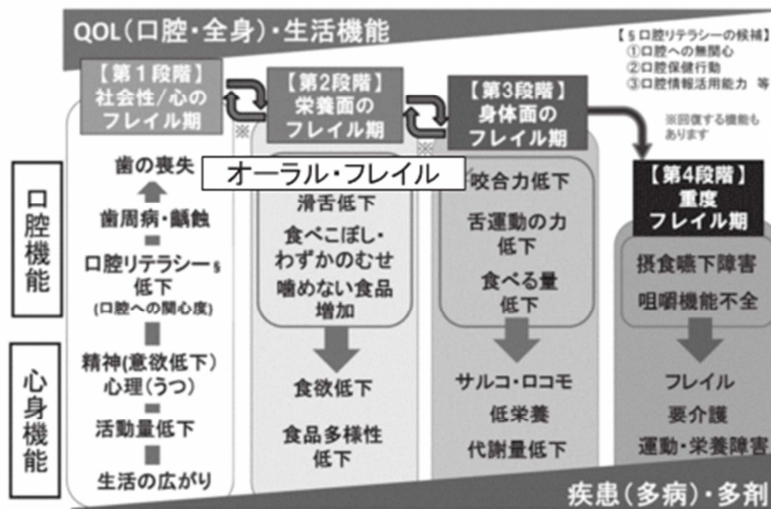 QOL(口腔・全身)・生活機能
【§口腔リテラシーの候補】
①口腔への無関心
②口腔保健行動
③口腔情報活用能力 等
※回復する機能も
あります
【第1段階】
社会性/心の
フレイル期
※
【第2段階】
栄養面の
フレイル期
※
【第3段階】
身体面の
フレイル期
【第4段階】
重度
フレイル期
口腔機能
心身機能
オーラル・フレイル
歯の喪失
歯周病・齲蝕
口腔リテラシー§
低下
(口腔への関心度)
精神(意欲低下)
心理(うつ)
活動量低下
生活の広がり
滑舌低下
食べこぼし・
わずかのむせ
噛めない食品
増加
食欲低下
食品多様性
低下
咬合力低下
舌運動の力
低下
食べる量
低下
サルコ・ロコモ
低栄養
代謝量低下
摂食嚥下障害
咀嚼機能不全
フレイル
要介護
運動・栄養障害
疾患(多病)・多剤